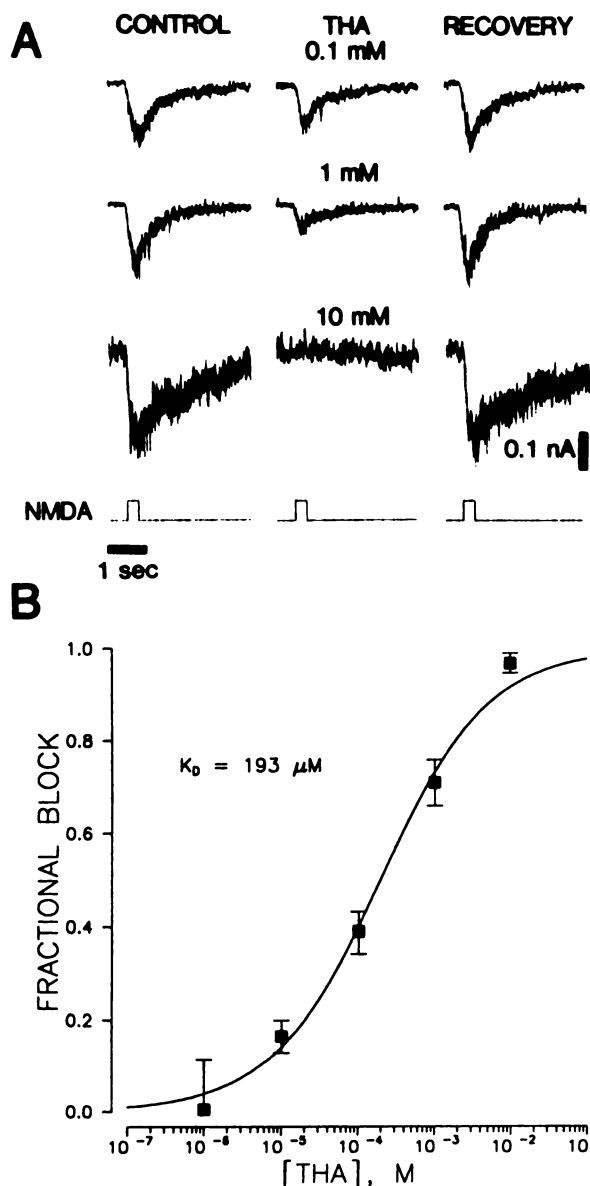 A
CONTROL THA RECOVERY
0.1 mM
1 mM
10 mM
0.1 nA
NMDA
1 sec
B
1.0
0.8
0.6
0.4
0.2
0.0
FRACTIONAL BLOCK
K_D = 193 μM
10⁻⁷ 10⁻⁶ 10⁻⁵ 10⁻⁴ 10⁻³ 10⁻² 10
[THA], M